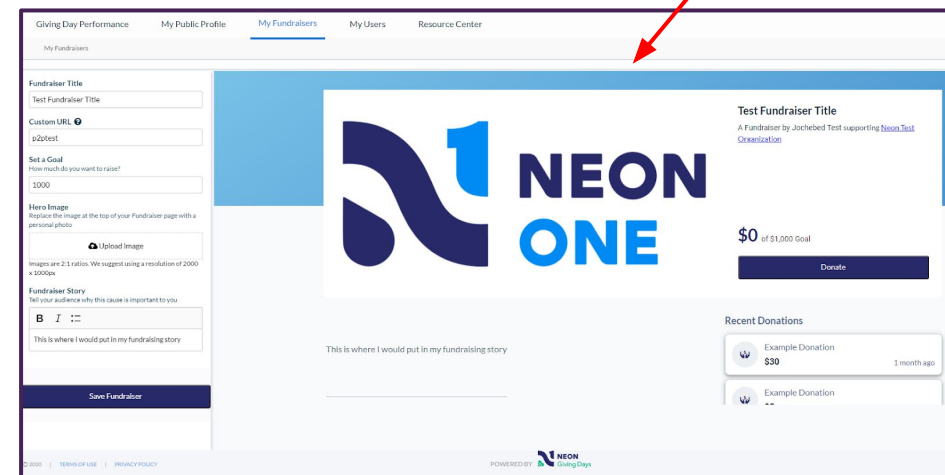 Giving Day Performance My Public Profile My Fundraisers My Users Resource Center
My Fundraisers
Fundraiser Title
Test Fundraiser Title
Custom URL ?
p2ptest
Set a Goal
How much do you want to raise?
1000
Hero Image
Replace the image at the top of your Fundraiser page with a
personal photo
Upload Image
Images are 2:1 ratios. We suggest using a resolution of 2000
x 1000px
Fundraiser Story
Tell your audience why this cause is important to you
B I
This is where I would put in my fundraising story
Save Fundraiser
NEON
ONE
Test Fundraiser Title
A Fundraiser by Jochebed Test supporting Neon Test
Organization
$0 of $1,000 Goal
Donate
This is where I would put in my fundraising story
Recent Donations
Example Donation
$30 1 month ago
Example Donation
© 2020 | TERMS OF USE | PRIVACY POLICY
POWERED BY NEON
Giving Days